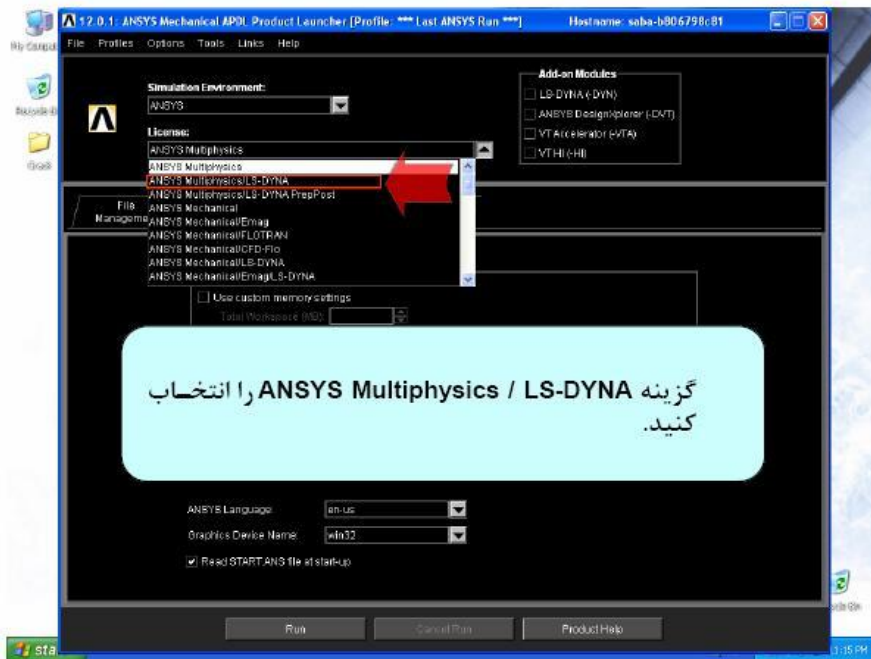 12.0.1: ANSYS Mechanical APDL Product Launcher [Profile: *** Last ANSYS Run ***] Hostname: saba-b806798c81
File Profiles Options Tools Links Help
Simulation Environment:
ANSYS
License:
ANSYS Multiphysics
Add-on Modules
LS-DYNA (-DYN)
ANSYS DesignXplorer (-DVT)
VT Accelerator (-VTA)
VT HI (-HI)
ANSYS Multiphysics
ANSYS Multiphysics/LS-DYNA
ANSYS Multiphysics/LS-DYNA PrepPost
ANSYS Mechanical
ANSYS Mechanical/Emag
ANSYS Mechanical/FLOTRAN
ANSYS Mechanical/CFD-Flo
ANSYS Mechanical/LS-DYNA
ANSYS Mechanical/Emag/LS-DYNA
File
Use custom memory settings
Total Workspace (MB):
گزینه ANSYS Multiphysics / LS-DYNA را انتخاب
کنید.
ANSYS Language: en-us
Graphics Device Name: win32
Read START.ANS file at start-up
Run Cancel Run Product Help
1:15 PM